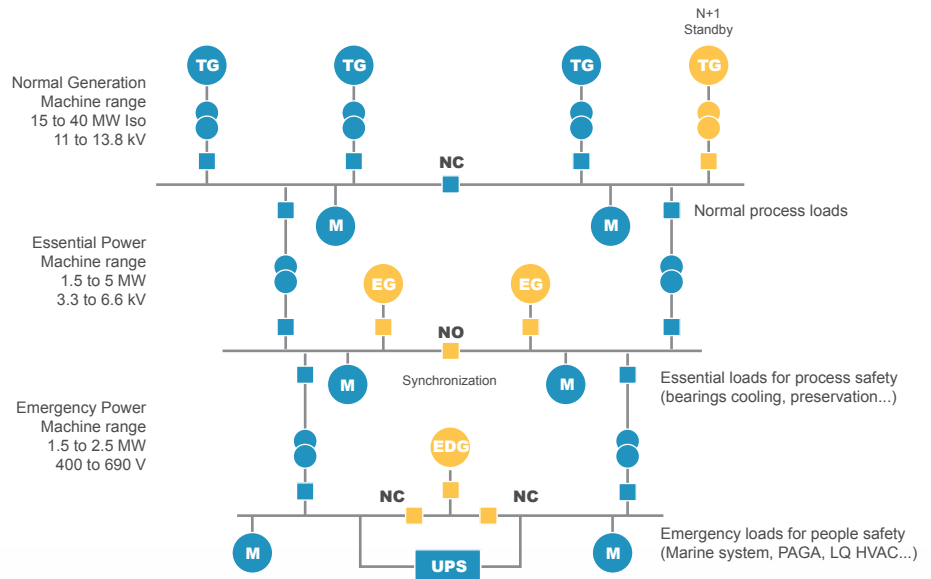 N+1
Standby
TG
TG
TG
TG
Normal Generation
Machine range
15 to 40 MW Iso
11 to 13.8 kV
NC
M
M
Normal process loads
Essential Power
Machine range
1.5 to 5 MW
3.3 to 6.6 kV
EG
EG
NO
Synchronization
M
M
Essential loads for process safety
(bearings cooling, preservation...)
Emergency Power
Machine range
1.5 to 2.5 MW
400 to 690 V
EDG
NC
NC
M
M
Emergency loads for people safety
(Marine system, PAGA, LQ HVAC...)
UPS